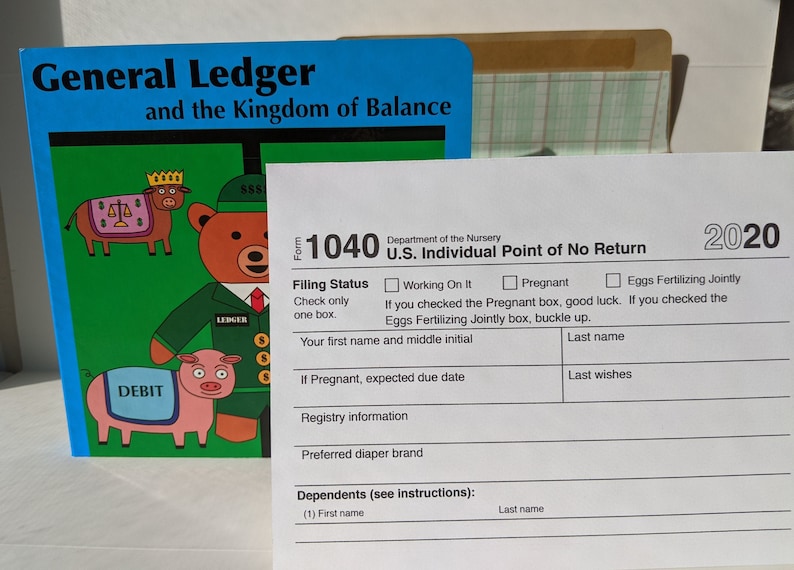 General Ledger
and the Kingdom of Balance
$$$$
LEDGER
DEBIT
$
$
$
Form 1040
Department of the Nursery
U.S. Individual Point of No Return
2020
Filing Status
Check only
one box.
Working On It
Pregnant
Eggs Fertilizing Jointly
If you checked the Pregnant box, good luck. If you checked the
Eggs Fertilizing Jointly box, buckle up.
Your first name and middle initial
Last name
If Pregnant, expected due date
Last wishes
Registry information
Preferred diaper brand
Dependents (see instructions):
(1) First name
Last name